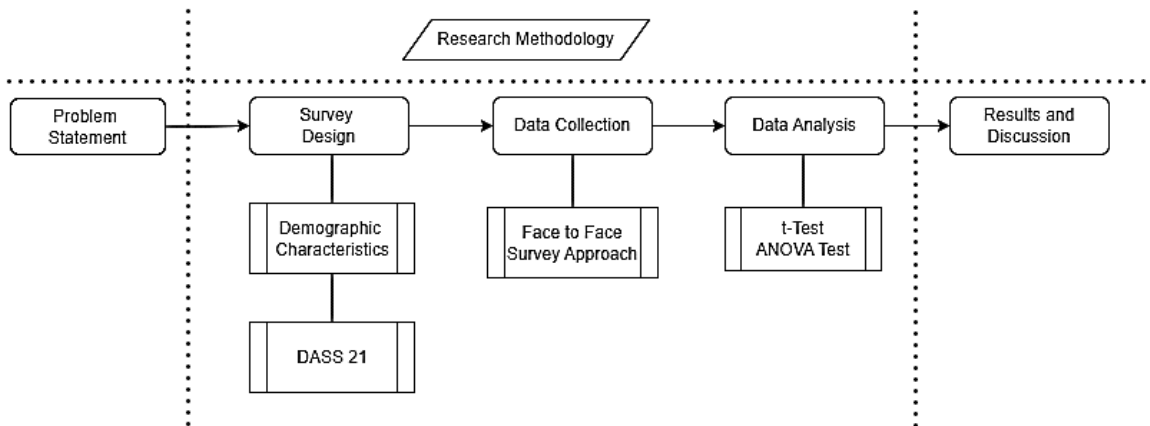 Research Methodology
Problem
Statement
Survey
Design
Data Collection
Data Analysis
Results and
Discussion
Demographic
Characteristics
Face to Face
Survey Approach
t-Test
ANOVA Test
DASS 21